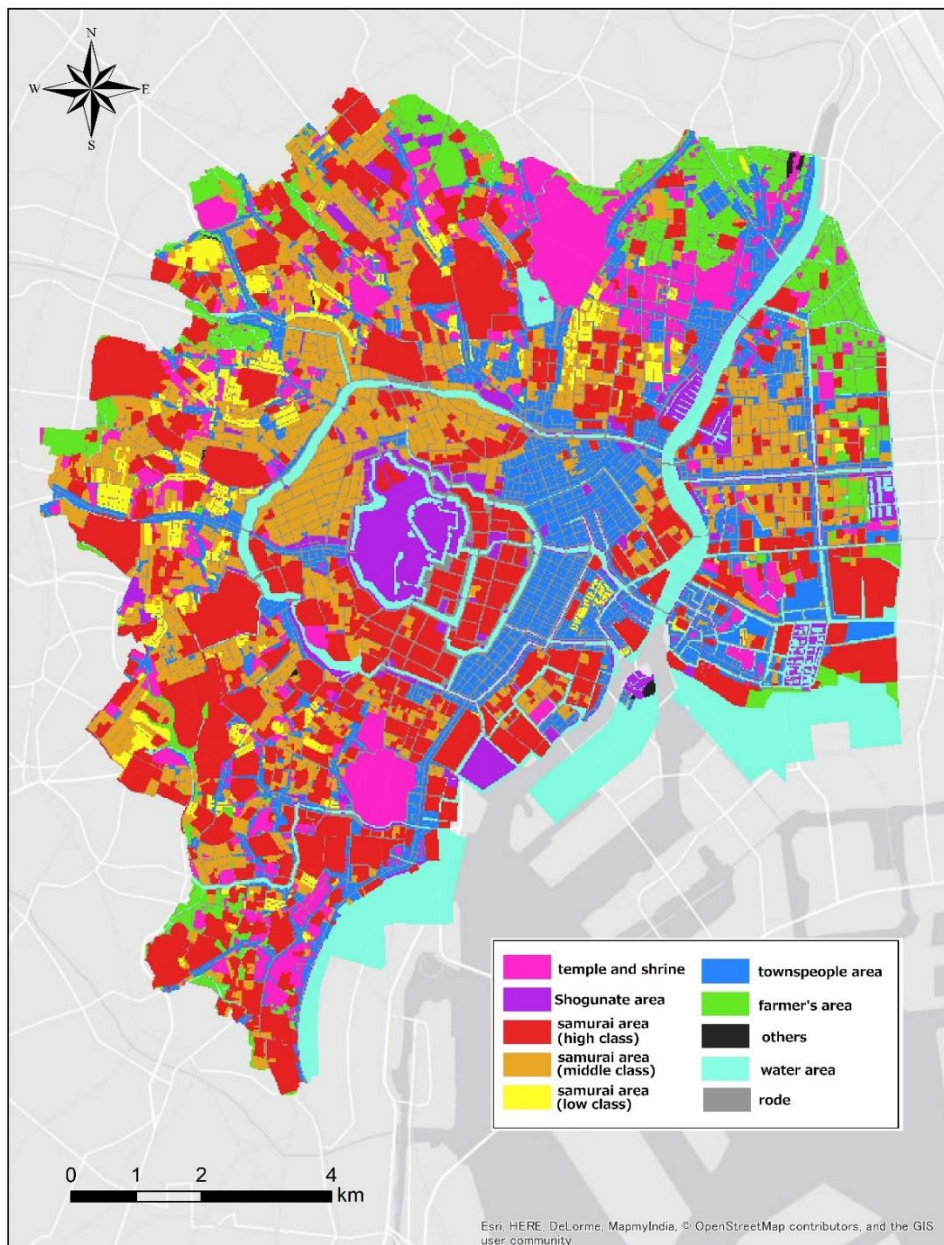 N
W E
S
temple and shrine
Shogunate area
samurai area
(high class)
samurai area
(middle class)
samurai area
(low class)
townspeople area
farmer's area
others
water area
rode
0 1 2 4
km
Esri, HERE, DeLorme, MapmyIndia, © OpenStreetMap contributors, and the GIS
user community